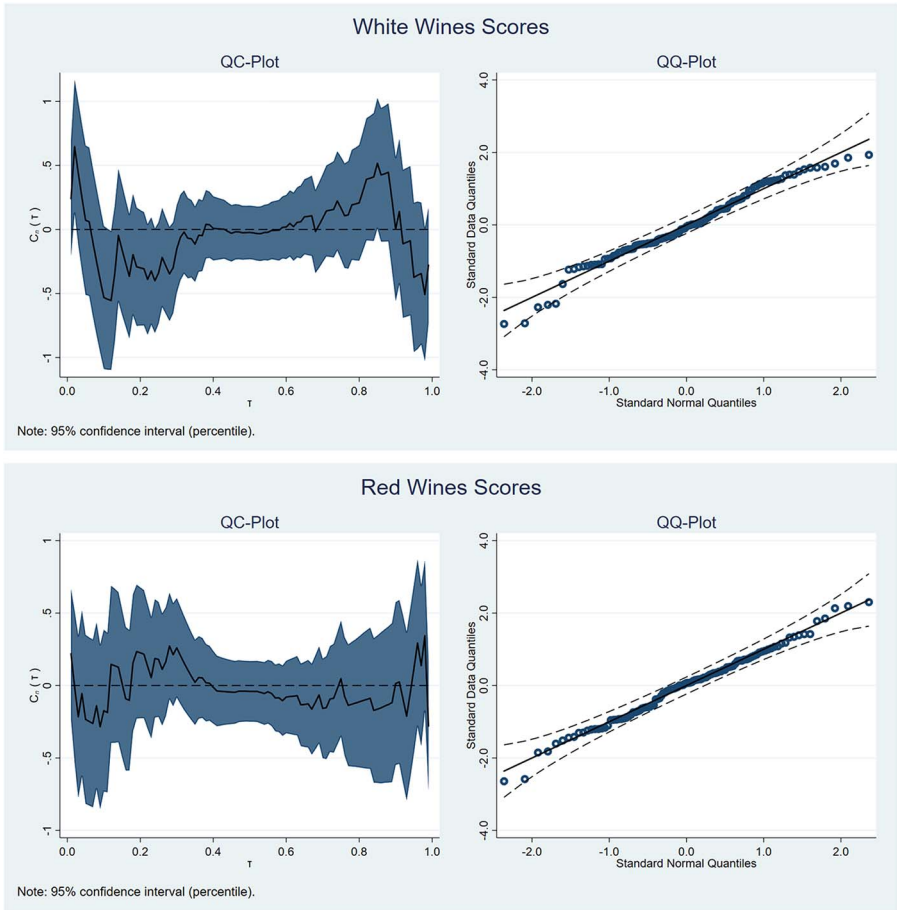 White Wines Scores
QC-Plot
1
.5
0
-.5
-1
Cₙ ( τ )
0.0 0.2 0.4 0.6 0.8 1.0
τ
QQ-Plot
4.0
2.0
0.0
-2.0
-4.0
Standard Data Quantiles
-2.0 -1.0 0.0 1.0 2.0
Standard Normal Quantiles
Note: 95% confidence interval (percentile).
Red Wines Scores
QC-Plot
1
.5
0
-.5
-1
Cₙ ( τ )
0.0 0.2 0.4 0.6 0.8 1.0
τ
QQ-Plot
4.0
2.0
0.0
-2.0
-4.0
Standard Data Quantiles
-2.0 -1.0 0.0 1.0 2.0
Standard Normal Quantiles
Note: 95% confidence interval (percentile).